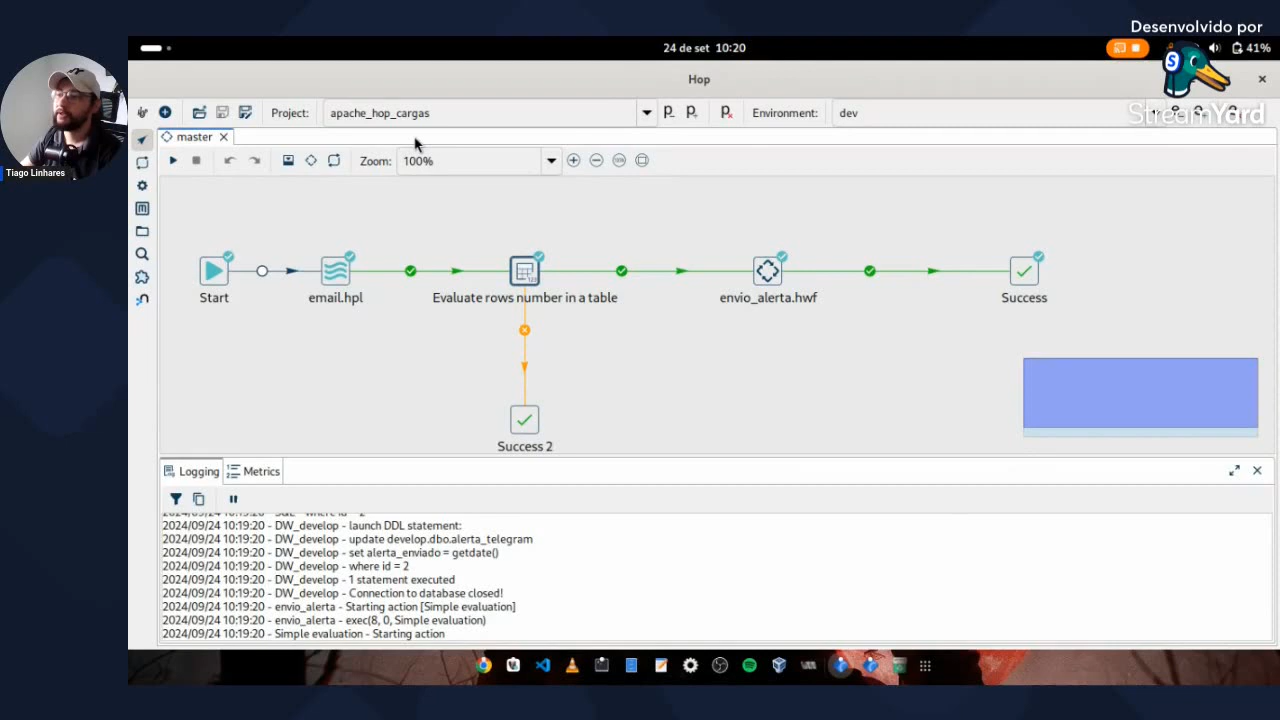 Desenvolvido por
StreamYard
24 de set 10:20
41%
Hop
Project:
apache_hop_cargas
Environment:
dev
master
Zoom:
100%
Tiago Linhares
Start
email.hpl
Evaluate rows number in a table
envio_alerta.hwf
Success
Success 2
Logging
Metrics
2024/09/24 10:19:20 - DW_develop - launch DDL statement:
2024/09/24 10:19:20 - DW_develop - update develop.dbo.alerta_telegram
2024/09/24 10:19:20 - DW_develop - set alerta_enviado = getdate()
2024/09/24 10:19:20 - DW_develop - where id = 2
2024/09/24 10:19:20 - DW_develop - 1 statement executed
2024/09/24 10:19:20 - DW_develop - Connection to database closed!
2024/09/24 10:19:20 - envio_alerta - Starting action [Simple evaluation]
2024/09/24 10:19:20 - envio_alerta - exec(8, 0, Simple evaluation)
2024/09/24 10:19:20 - Simple evaluation - Starting action